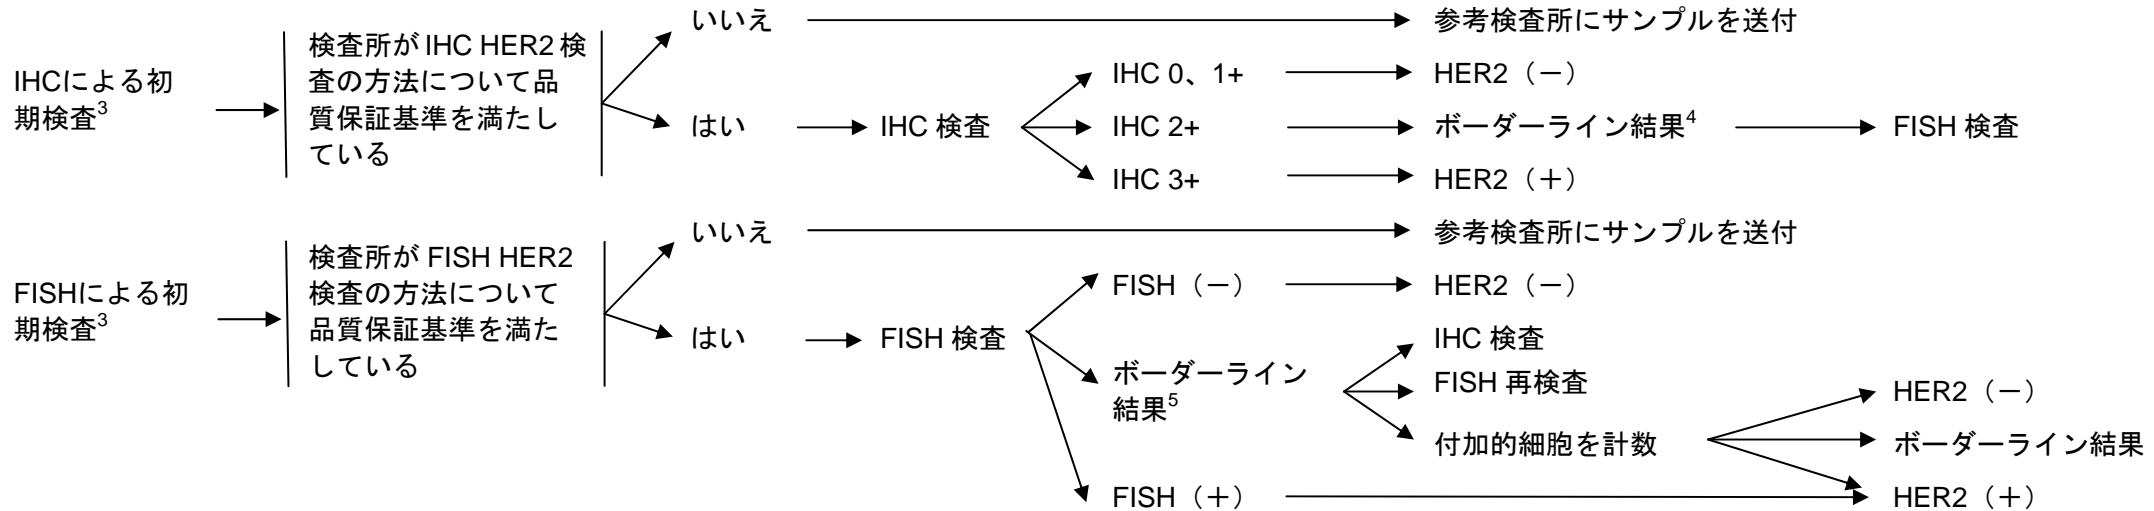 いいえ
参考検査所にサンプルを送付
IHCによる初
期検査3
検査所が IHC HER2 検
査の方法について品
質保証基準を満たし
ている
はい
IHC 検査
IHC 0、1+
HER2（－）
IHC 2+
ボーダーライン結果4
FISH 検査
IHC 3+
HER2（＋）
いいえ
参考検査所にサンプルを送付
FISHによる初
期検査3
検査所が FISH HER2
検査の方法について
品質保証基準を満た
している
はい
FISH 検査
FISH（－）
HER2（－）
ボーダーライン
結果5
IHC 検査
FISH 再検査
付加的細胞を計数
HER2（－）
ボーダーライン結果
FISH（＋）
HER2（＋）